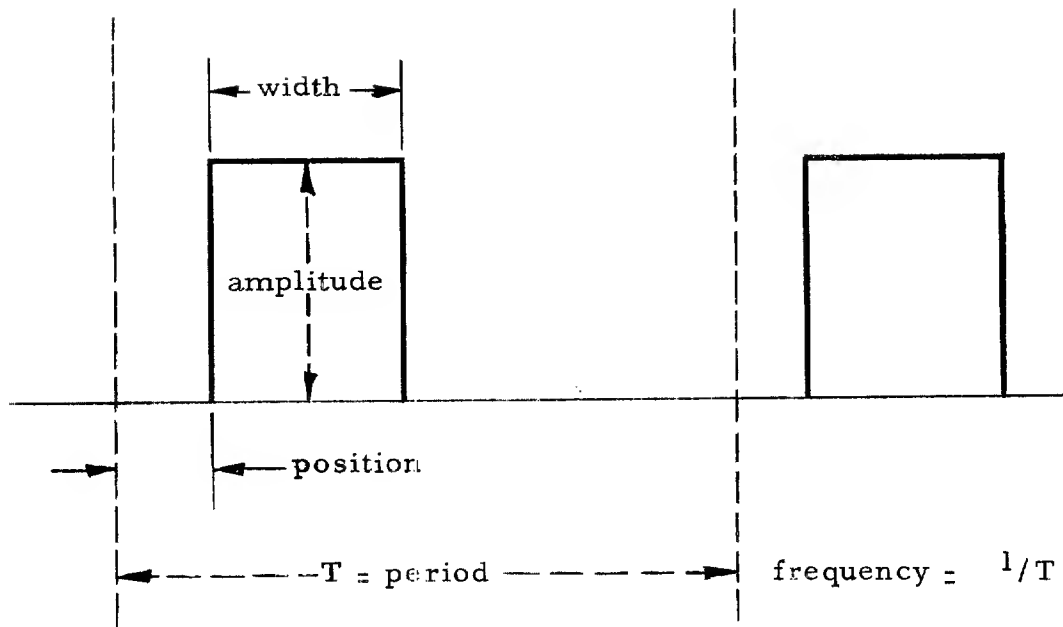 width
amplitude
position
T = period
frequency = 1/T